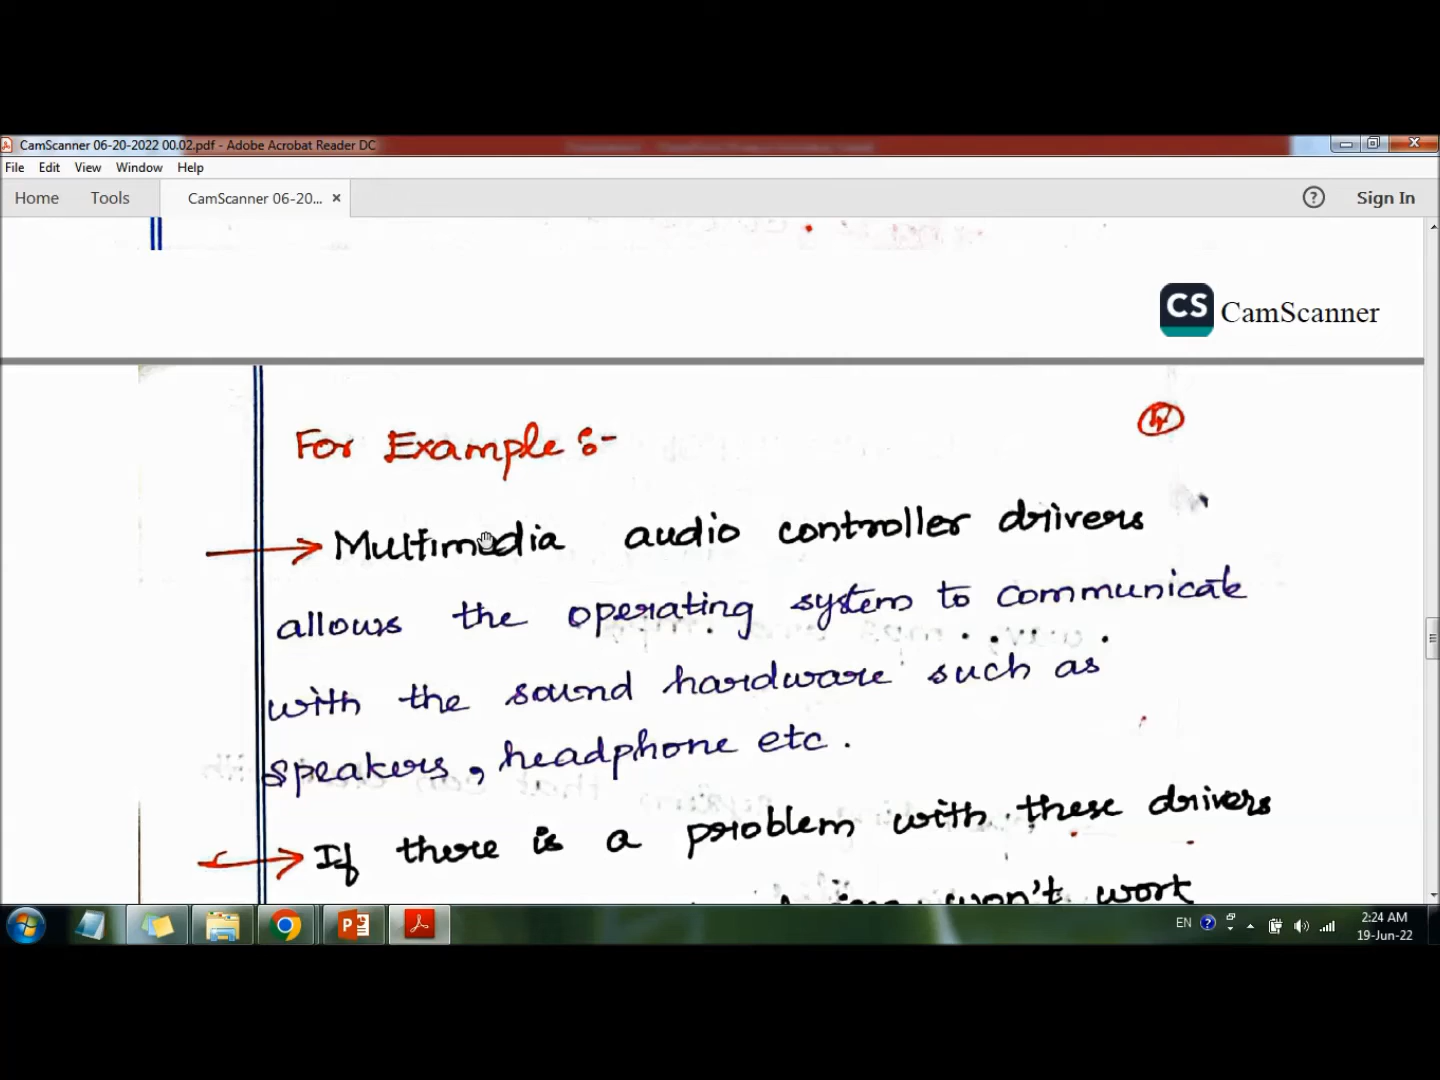 CamScanner 06-20-2022 00.02.pdf - Adobe Acrobat Reader DC
File Edit View Window Help
Home Tools CamScanner 06-20... × ? Sign In
CS CamScanner
For Example :-
Multimedia audio controller drivers
allows the operating system to communicate
with the sound hardware such as
speakers, headphone etc.
If there is a problem with these drivers
won't work
EN ? 2:24 AM
19-Jun-22